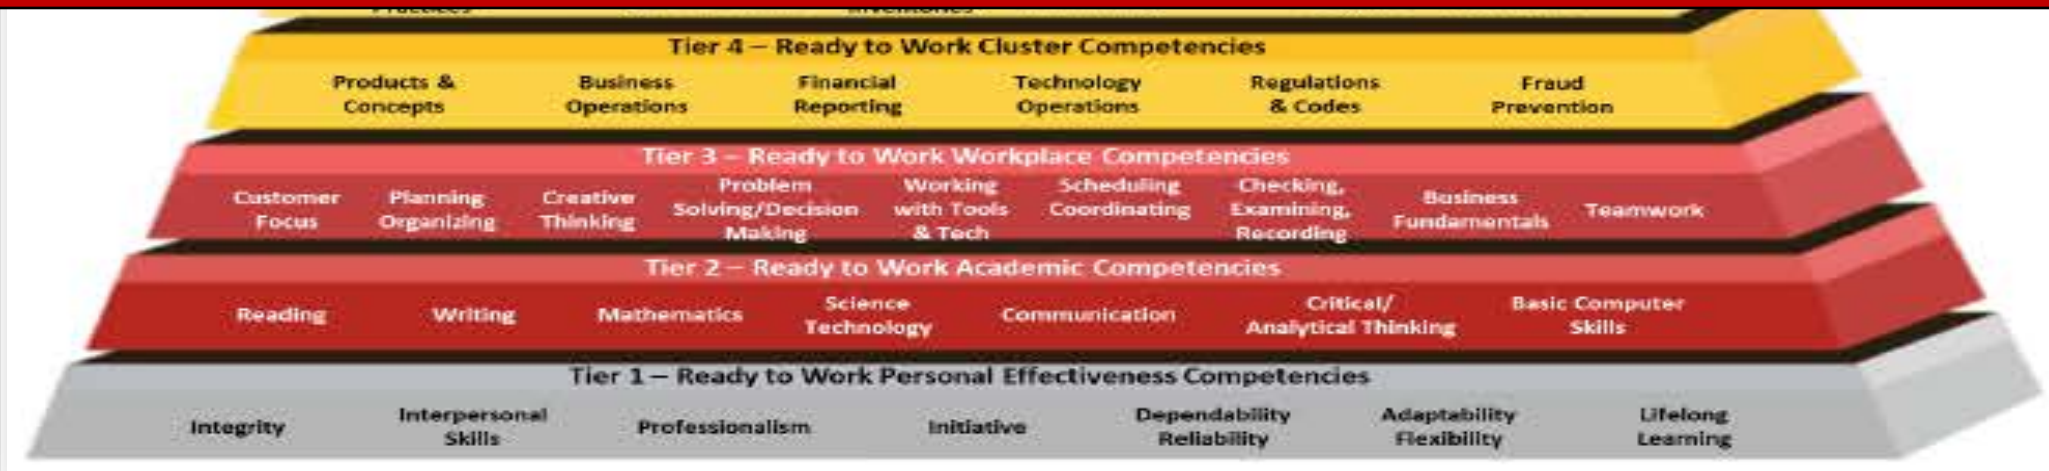 Tier 4 – Ready to Work Cluster Competencies
Products & Concepts
Business Operations
Financial Reporting
Technology Operations
Regulations & Codes
Fraud Prevention
Tier 3 – Ready to Work Workplace Competencies
Customer Focus
Planning Organizing
Creative Thinking
Problem Solving/Decision Making
Working with Tools & Tech
Scheduling Coordinating
Checking, Examining, Recording
Business Fundamentals
Teamwork
Tier 2 – Ready to Work Academic Competencies
Reading
Writing
Mathematics
Science Technology
Communication
Critical/ Analytical Thinking
Basic Computer Skills
Tier 1 – Ready to Work Personal Effectiveness Competencies
Integrity
Interpersonal Skills
Professionalism
Initiative
Dependability Reliability
Adaptability Flexibility
Lifelong Learning